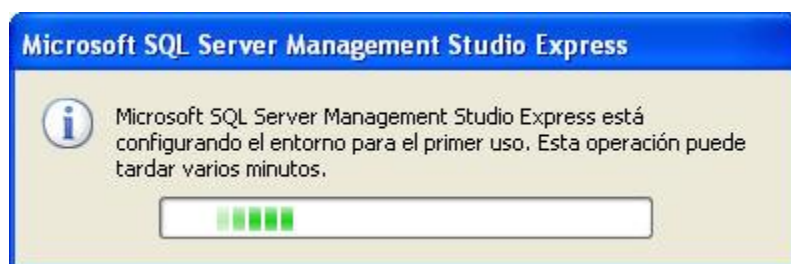 Microsoft SQL Server Management Studio Express
Microsoft SQL Server Management Studio Express está
configurando el entorno para el primer uso. Esta operación puede
tardar varios minutos.